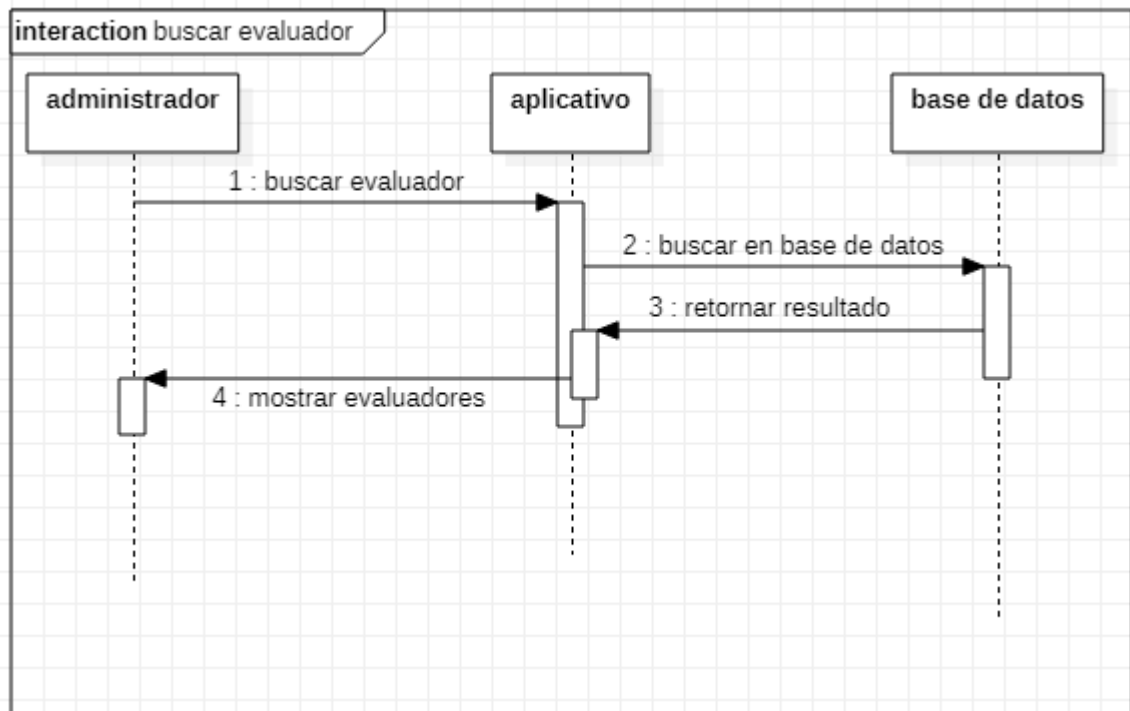 interaction buscar evaluador
administrador
aplicativo
base de datos
1 : buscar evaluador
2 : buscar en base de datos
3 : retornar resultado
4 : mostrar evaluadores